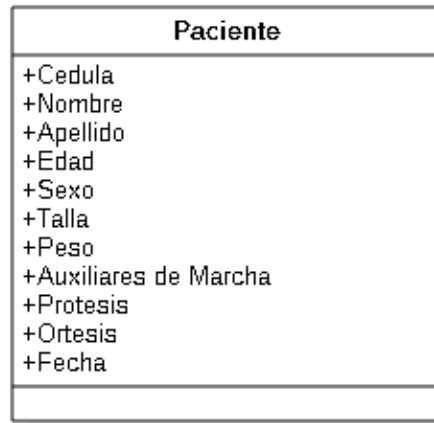 Paciente
+Cedula
+Nombre
+Apellido
+Edad
+Sexo
+Talla
+Peso
+Auxiliares de Marcha
+Protesis
+Ortesis
+Fecha